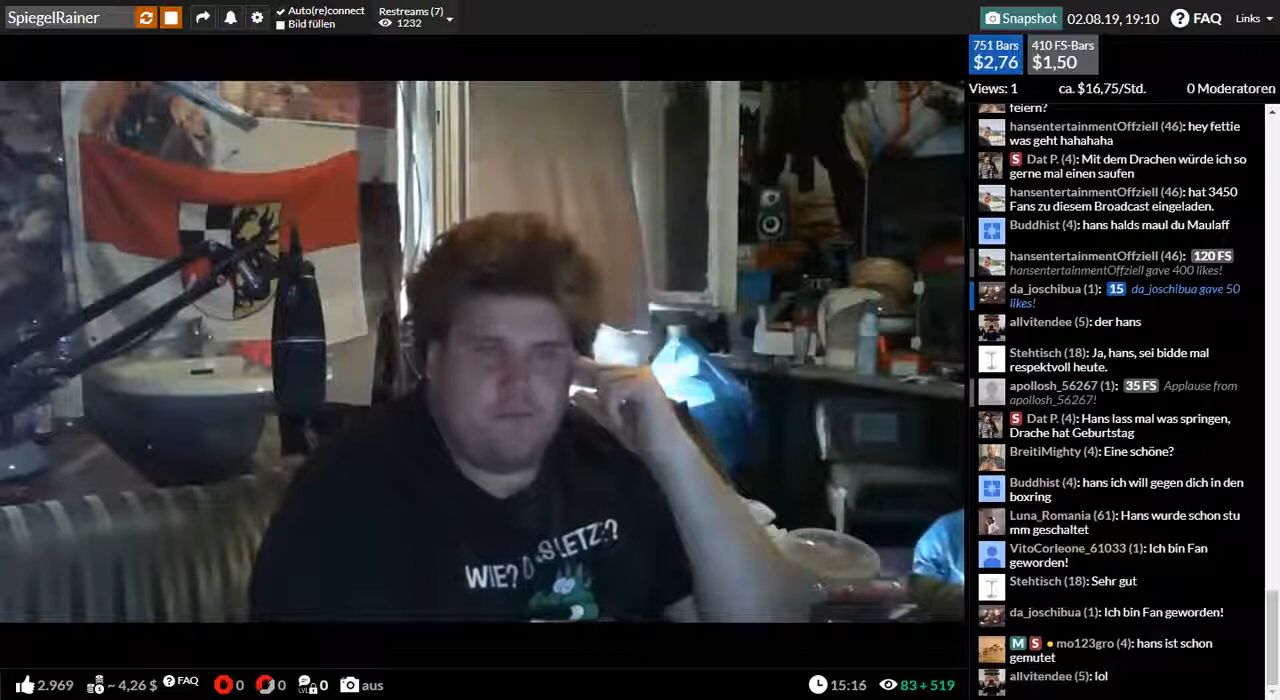 SpiegelRainer
Auto(re)connect
Bild füllen
Restreams (7)
1232
Snapshot
02.08.19, 19:10
FAQ
Links
751 Bars
$2,76
410 FS-Bars
$1,50
Views: 1
ca. $16,75/Std.
0 Moderatoren
feiern?
hansentertainmentOffziell (46): hey fettie
was geht hahahaha
S Dat P. (4): Mit dem Drachen würde ich so
gerne mal einen saufen
hansentertainmentOffziell (46): hat 3450
Fans zu diesem Broadcast eingeladen.
Buddhist (4): hans halds maul du Maulaff
hansentertainmentOffziell (46): 120 FS
hansentertainmentOffziell gave 400 likes!
da_joschibua (1): 15 da_joschibua gave 50
likes!
allvitendee (5): der hans
Stehtisch (18): Ja, hans, sei bidde mal
respektvoll heute.
apollosh_56267 (1): 35 FS Applause from
apollosh_56267!
S Dat P. (4): Hans lass mal was springen,
Drache hat Geburtstag
BreitiMighty (4): Eine schöne?
Buddhist (4): hans ich will gegen dich in den
boxring
Luna_Romania (61): Hans wurde schon stu
mm geschaltet
VitoCorleone_61033 (1): Ich bin Fan
geworden!
Stehtisch (18): Sehr gut
da_joschibua (1): Ich bin Fan geworden!
M S mo123gro (4): hans ist schon
gemutet
allvitendee (5): lol
WIE?
2.969
~ 4,26 $
FAQ
0
0
LVL
0
aus
15:16
83 + 519